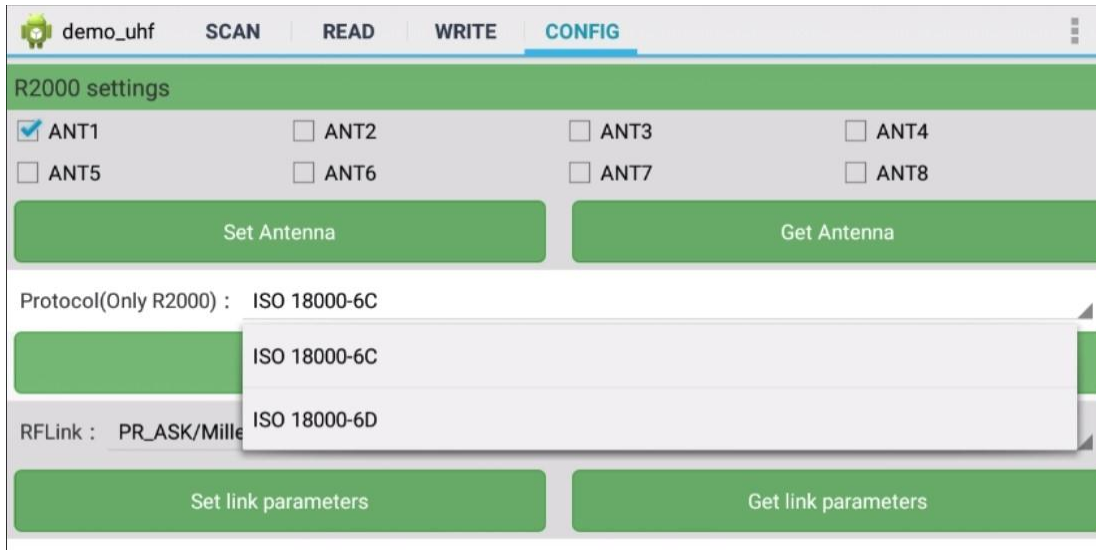 demo_uhf SCAN READ WRITE CONFIG
R2000 settings
ANT1 ANT2 ANT3 ANT4
ANT5 ANT6 ANT7 ANT8
Set Antenna Get Antenna
Protocol(Only R2000) : ISO 18000-6C
ISO 18000-6C
ISO 18000-6D
RFLink : PR_ASK/Mille
Set link parameters Get link parameters